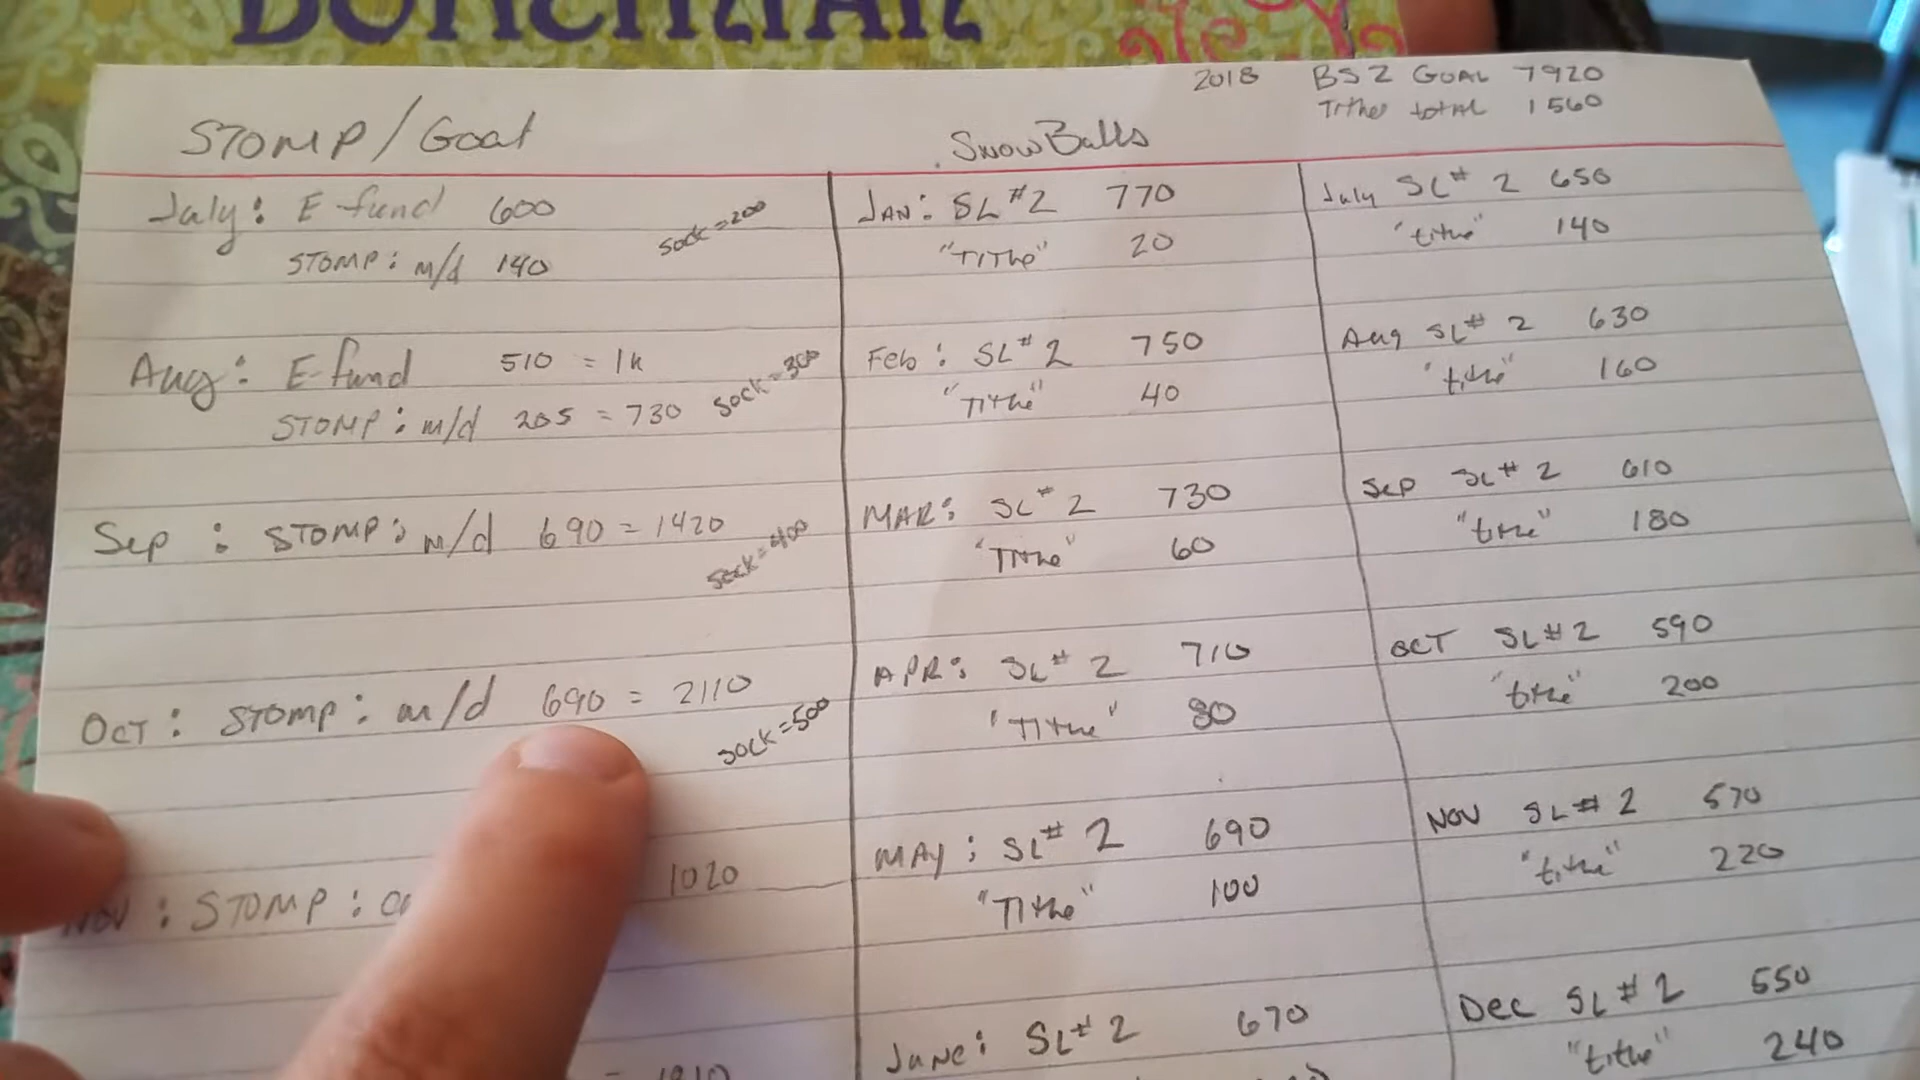 BOHEMIAN
2018 BS2 GOAL 7920
Tithes total 1560
STOMP/Goal
July: E-fund 600
sock=200
STOMP: m/d 140
Aug: E-fund 510 = 1k
sock=300
STOMP: m/d 205 = 730
Sep: STOMP: m/d 690 = 1420
sock=400
Oct: STOMP: m/d 690 = 2110
sock=500
Nov: STOMP: 1020
SnowBalls
JAN: SL #2 770
"Tithe" 20
Feb: SL #2 750
"Tithe" 40
MAR: SL #2 730
"Tithe" 60
APR: SL #2 710
"Tithe" 80
MAY: SL #2 690
"Tithe" 100
June: SL #2 670
July SL #2 650
"tithe" 140
Aug SL #2 630
"tithe" 160
Sep SL #2 610
"tithe" 180
OCT SL #2 590
"tithe" 200
NOV SL #2 570
"tithe" 220
Dec SL #2 550
"tithe" 240